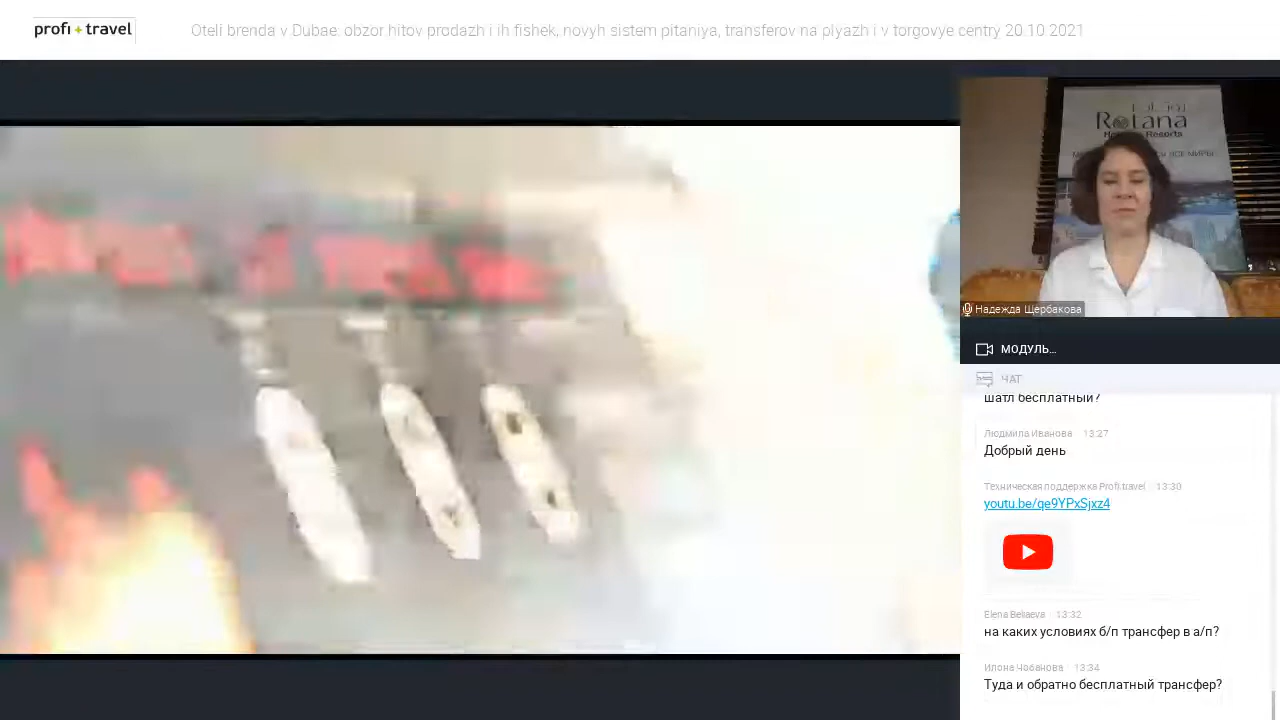 profi travel
Oteli brenda v Dubae: obzor hitov prodazh i ih fishek, novyh sistem pitaniya, transferov na plyazh i v torgovye centry 20.10.2021
Rotana
Надежда Щербакова
МОДУЛЬ...
ЧАТ
шатл бесплатный?
Людмила Иванова 13:27
Добрый день
Техническая поддержка Profi.travel 13:30
youtu.be/qe9YPxSjxz4
Elena Beliaeva 13:32
на каких условиях б/п трансфер в а/п?
Илона Чобанова 13:34
Туда и обратно бесплатный трансфер?